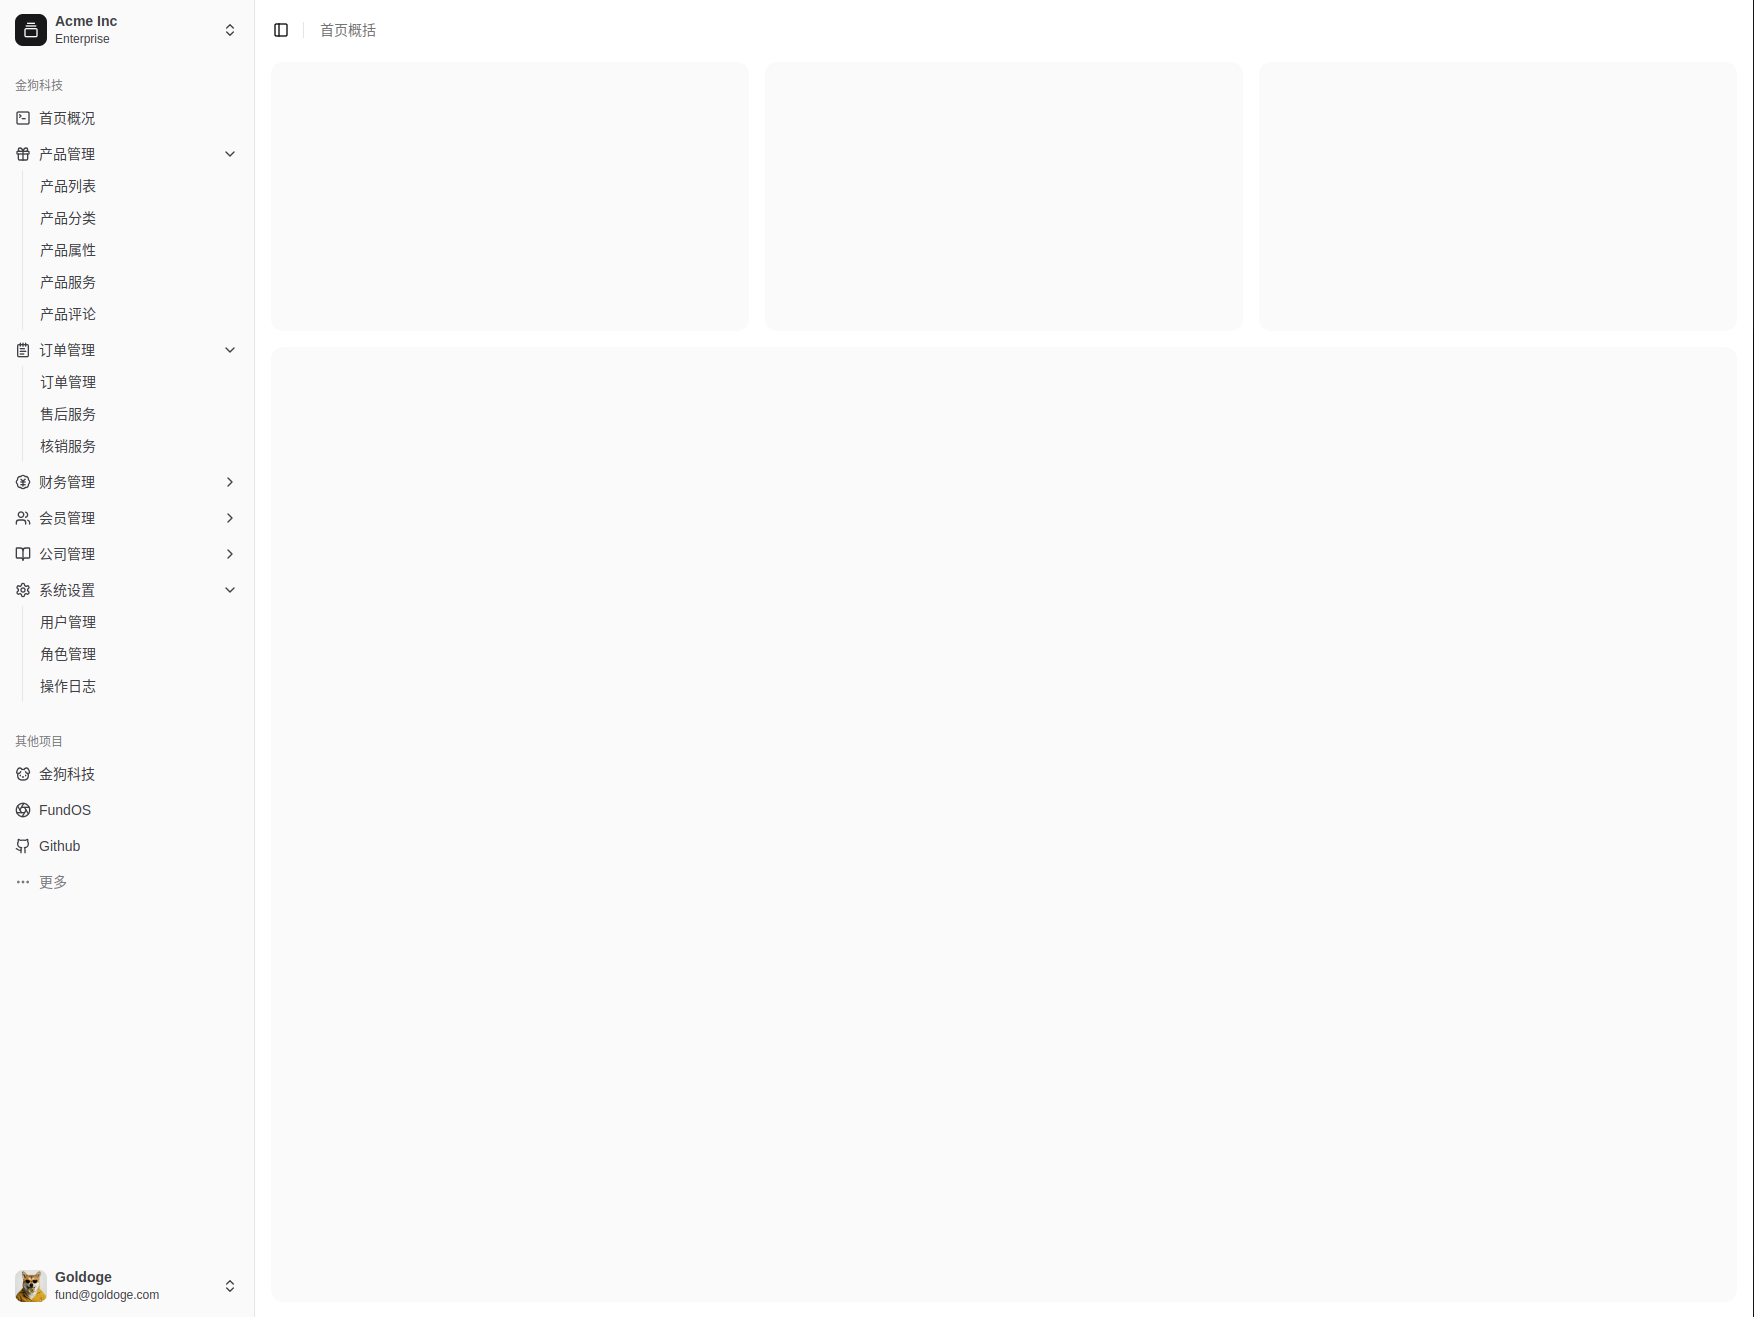 Acme Inc
Enterprise
金狗科技
首页概况
产品管理
产品列表
产品分类
产品属性
产品服务
产品评论
订单管理
订单管理
售后服务
核销服务
财务管理
会员管理
公司管理
系统设置
用户管理
角色管理
操作日志
其他项目
金狗科技
FundOS
Github
更多
Goldoge
fund@goldoge.com
首页概括